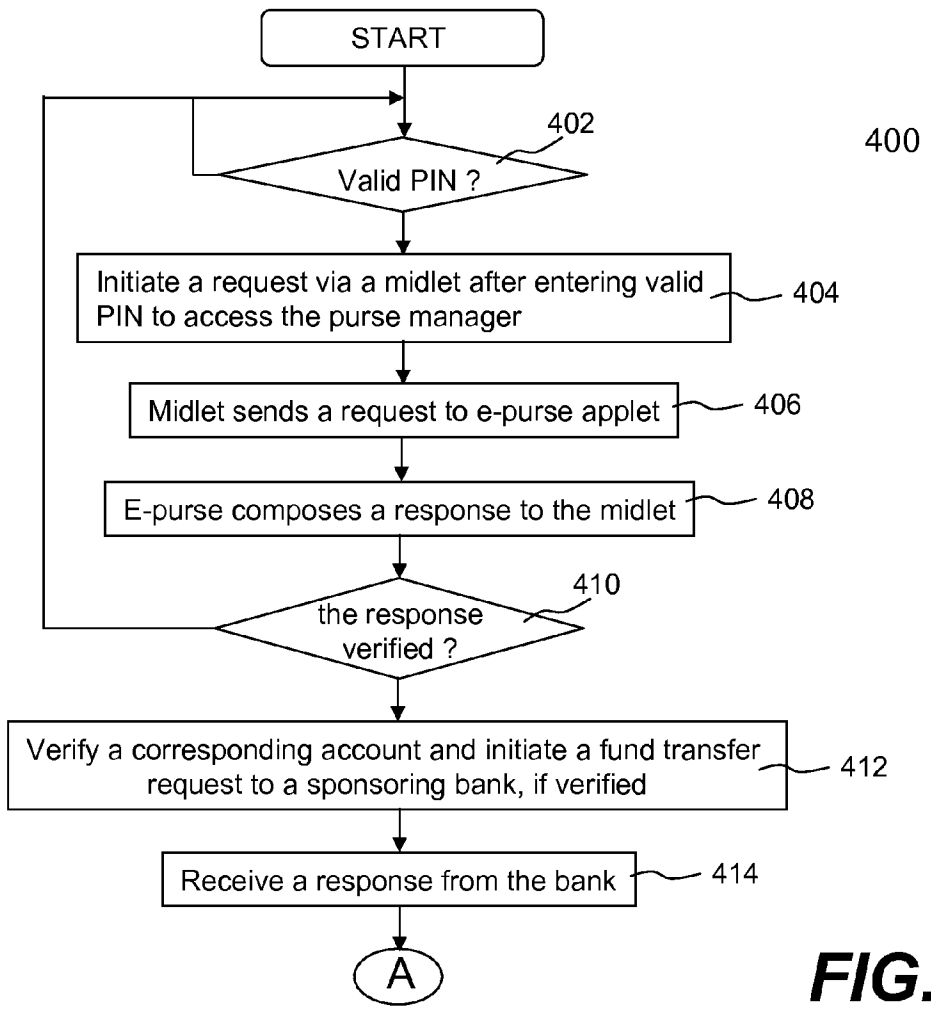 START
402
400
Valid PIN ?
Initiate a request via a midlet after entering valid
PIN to access the purse manager
404
Midlet sends a request to e-purse applet
406
E-purse composes a response to the midlet
408
410
the response
verified ?
Verify a corresponding account and initiate a fund transfer
request to a sponsoring bank, if verified
412
Receive a response from the bank
414
A
FIG.